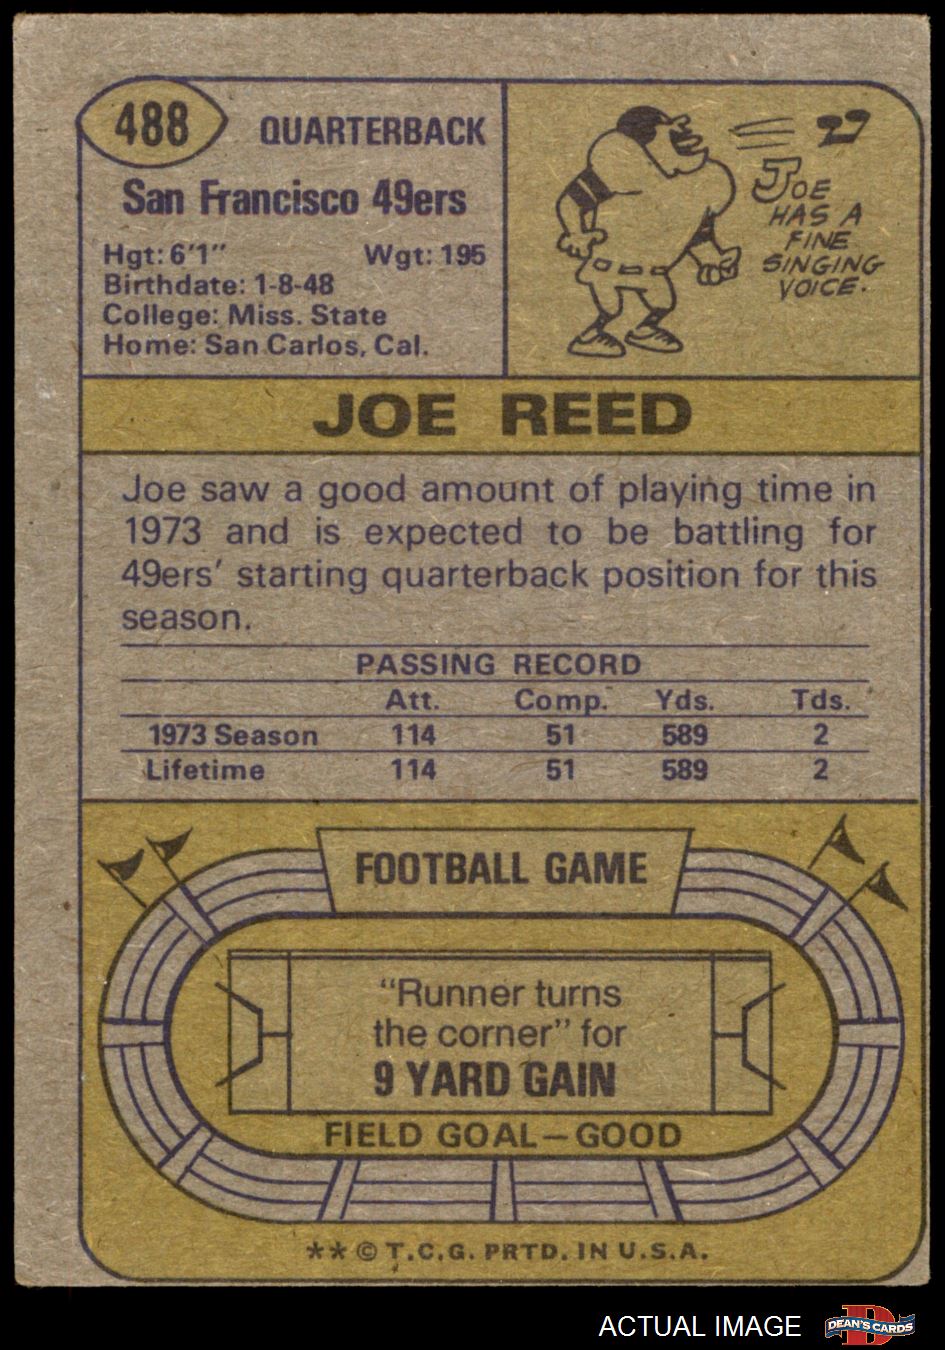 488
QUARTERBACK
San Francisco 49ers
Hgt: 6'1" Wgt: 195
Birthdate: 1-8-48
College: Miss. State
Home: San Carlos, Cal.
JOE
HAS A
FINE
SINGING
VOICE.
JOE REED
Joe saw a good amount of playing time in
1973 and is expected to be battling for
49ers' starting quarterback position for this
season.
PASSING RECORD
Att. Comp. Yds. Tds.
1973 Season 114 51 589 2
Lifetime 114 51 589 2
FOOTBALL GAME
"Runner turns
the corner" for
9 YARD GAIN
FIELD GOAL—GOOD
** © T.C.G. PRTD. IN U.S.A.
ACTUAL IMAGE
DEAN'S CARDS